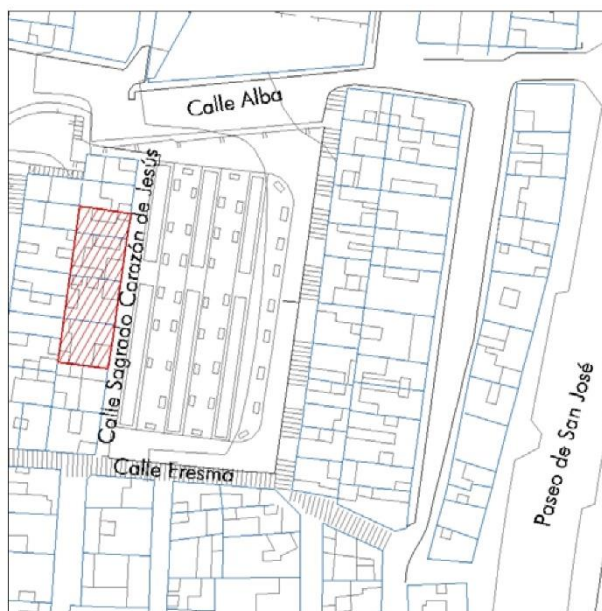 Calle Alba
Calle Sagrado Corazón de Jesús
Calle Fresma
Paseo de San José